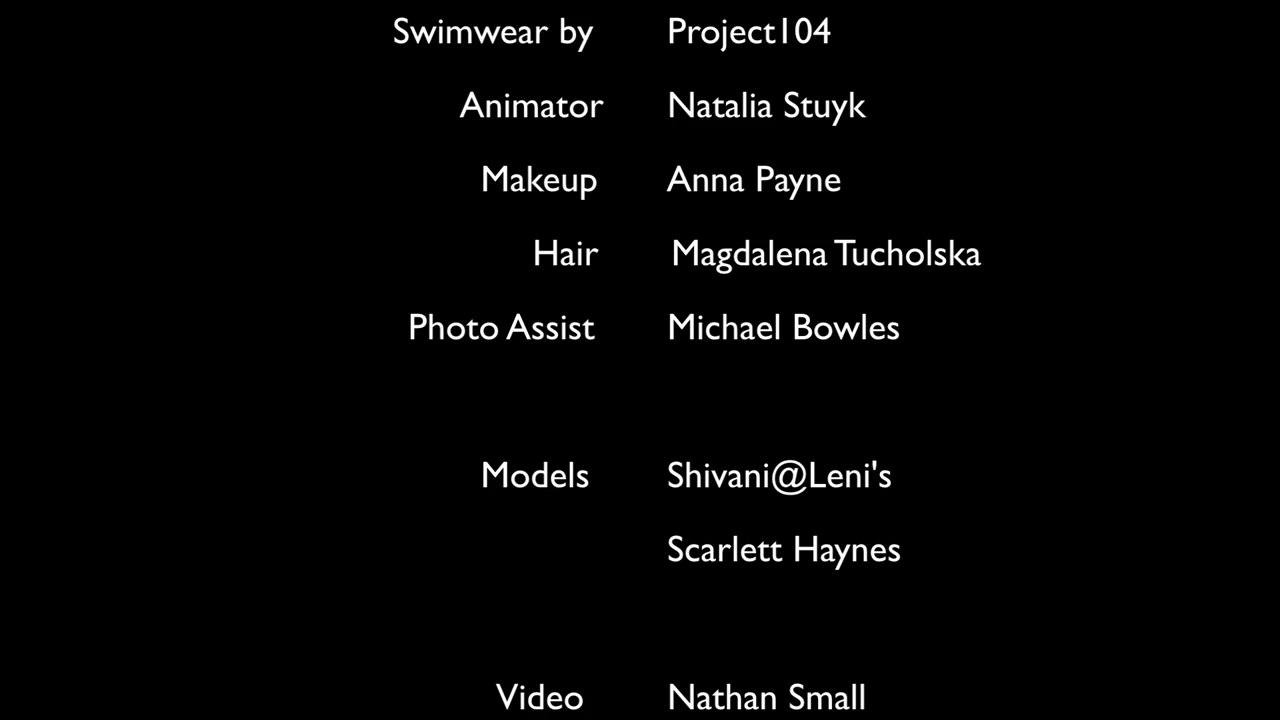 Swimwear by Project104
Animator Natalia Stuyk
Makeup Anna Payne
Hair Magdalena Tucholska
Photo Assist Michael Bowles
Models Shivani@Leni's
Scarlett Haynes
Video Nathan Small